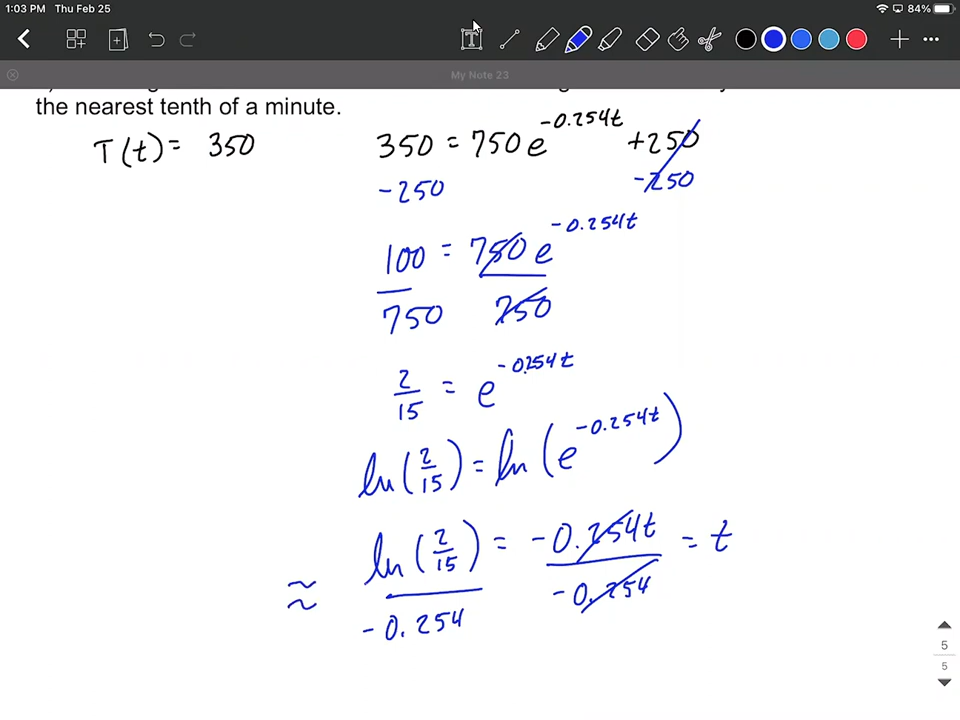 1:03 PM Thu Feb 25 84%
My Note 23
the nearest tenth of a minute.
T(t) = 350 350 = 750e^{-0.254t} + 250
-250 -250
100 = 750e^{-0.254t}
750 750
2/15 = e^{-0.254t}
ln(2/15) = ln(e^{-0.254t})
≈ ln(2/15) = -0.254t = t
-0.254 -0.254
5
5